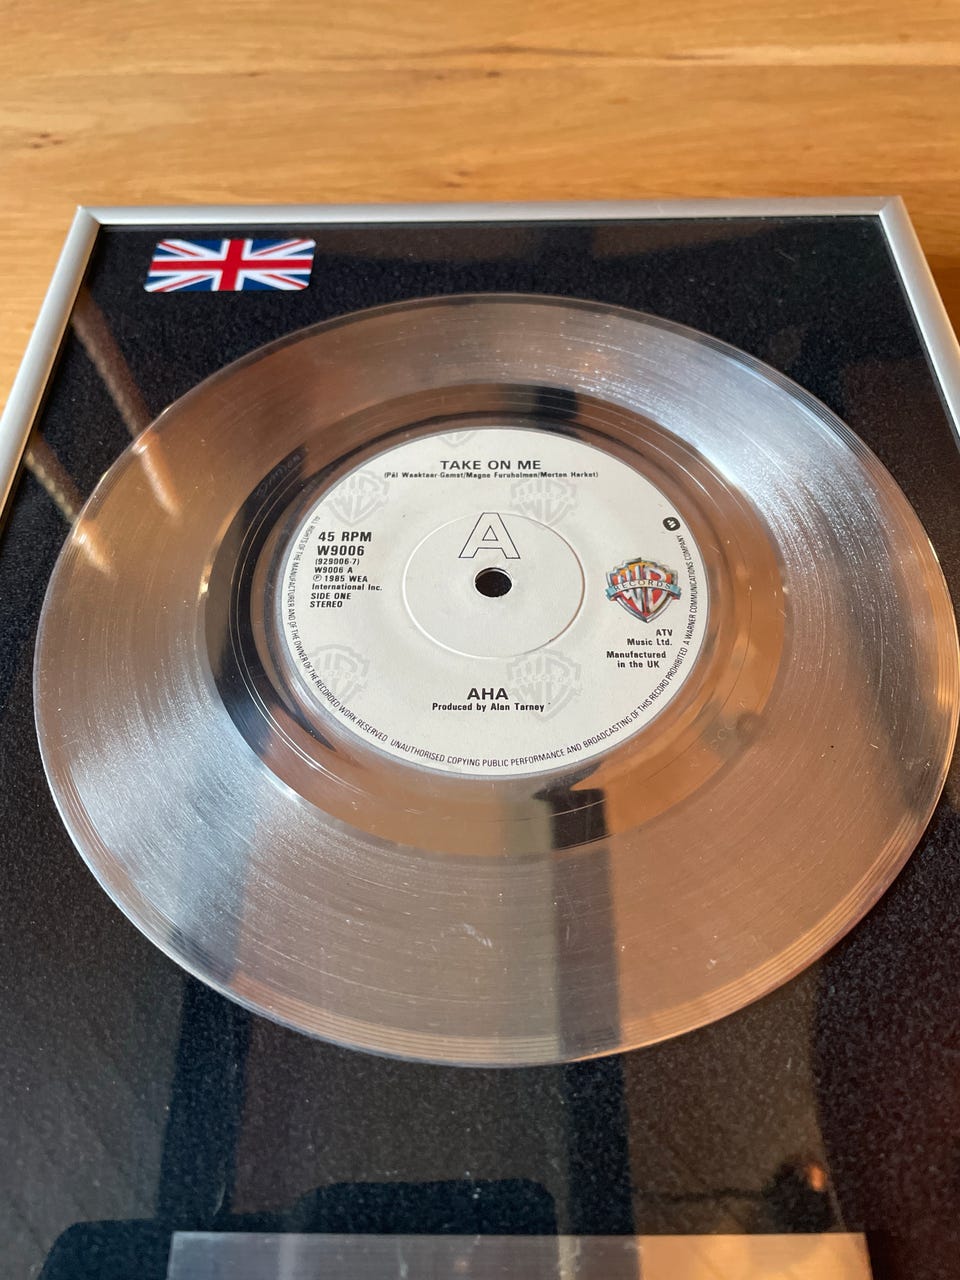 TAKE ON ME
(Pål Waaktaar-Gamst/Magne Furuholmen/Morten Harket)
A
45 RPM
W9006
(929006-7)
W9006 A
℗ 1985 WEA
International Inc.
SIDE ONE
STEREO
W
WB
RECORDS
ATV
Music Ltd.
Manufactured
in the UK
AHA
Produced by Alan Tarney
ALL RIGHTS OF THE MANUFACTURER AND OF THE OWNER OF THE RECORDED WORK RESERVED UNAUTHORISED COPYING PUBLIC PERFORMANCE AND BROADCASTING OF THIS RECORD PROHIBITED A WARNER COMMUNICATIONS COMPANY